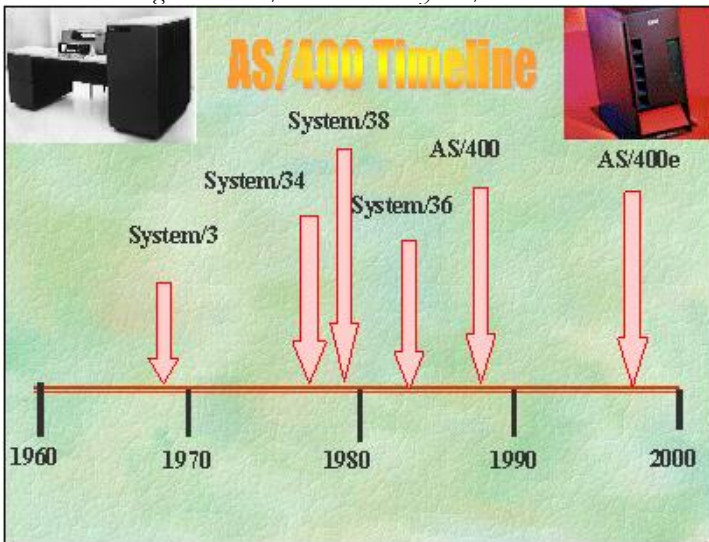 AS/400 Timeline
System/38
AS/400
AS/400e
System/34
System/36
System/3
1960
1970
1980
1990
2000